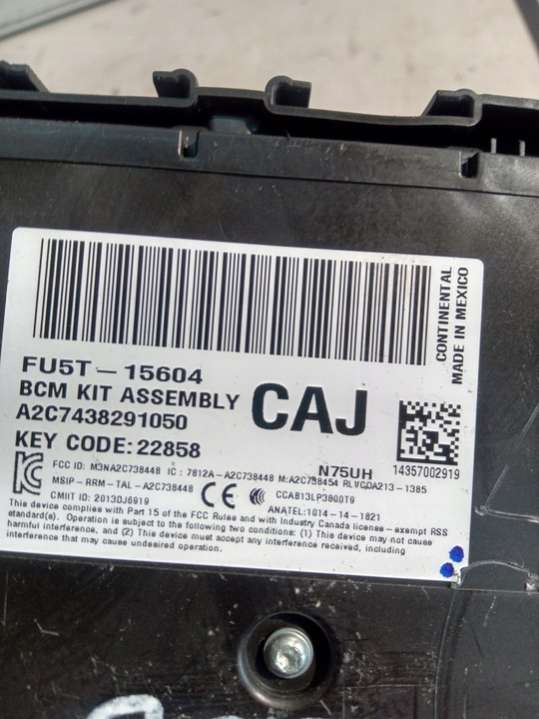 CONTINENTAL
MADE IN MEXICO
FU5T-15604
BCM KIT ASSEMBLY
CAJ
A2C7438291050
KEY CODE: 22858
N75UH
14357002919
FCC ID: M3NA2C738448 IC: 7812A-A2C738448 M:A2C738454 RLVCOA213-1385
MSIP-RRM-TAL-A2C738448 CE CCAB13LP3800T9
CMIIT ID: 2013DJ6919 ANATEL:1014-14-1821
This device complies with Part 15 of the FCC Rules and with Industry Canada license-exempt RSS
standard(s). Operation is subject to the following two conditions: (1) This device may not cause
harmful interference, and (2) This device must accept any interference received, including
interference that may cause undesired operation.